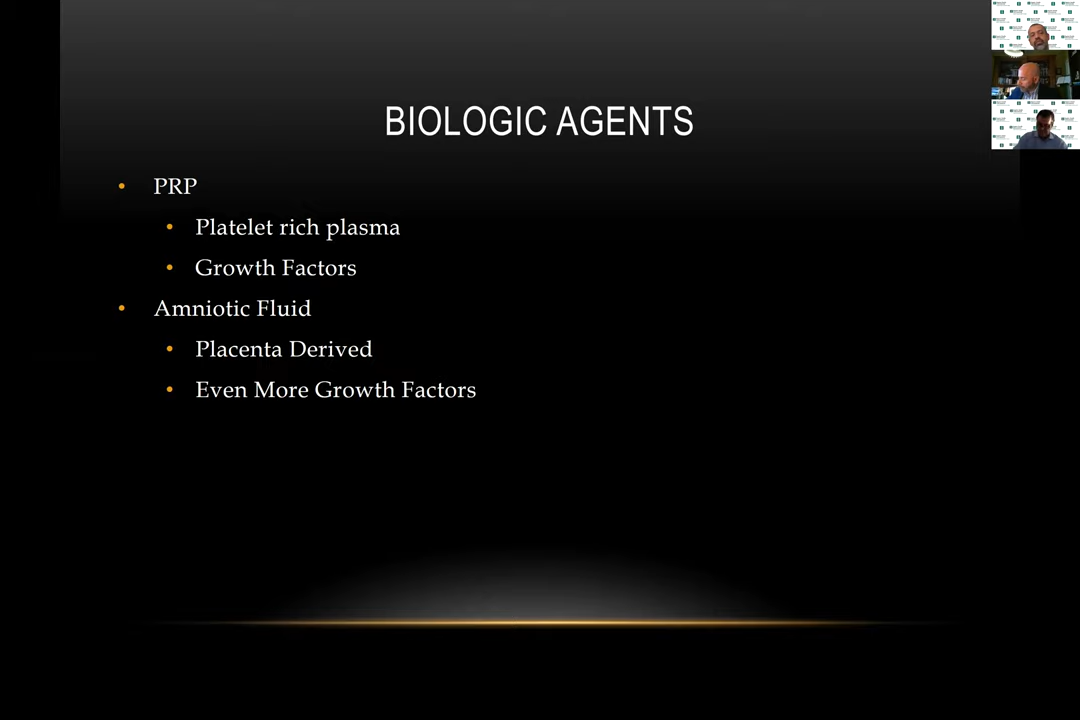 BIOLOGIC AGENTS
PRP
Platelet rich plasma
Growth Factors
Amniotic Fluid
Placenta Derived
Even More Growth Factors